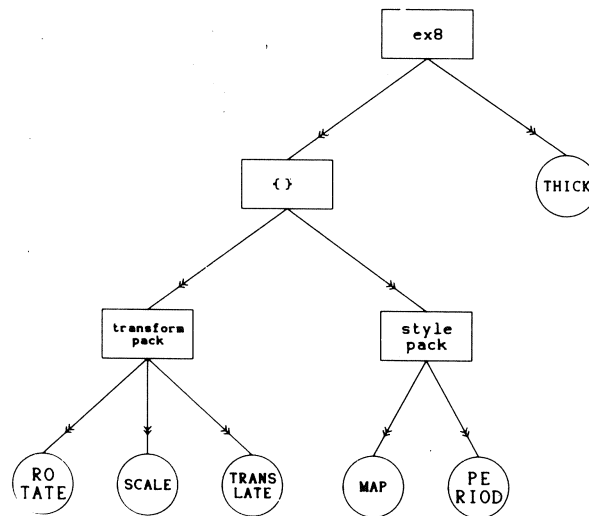 ex8
{ }
THICK
transform
pack
style
pack
RO
TATE
SCALE
TRANS
LATE
MAP
PE
RIOD